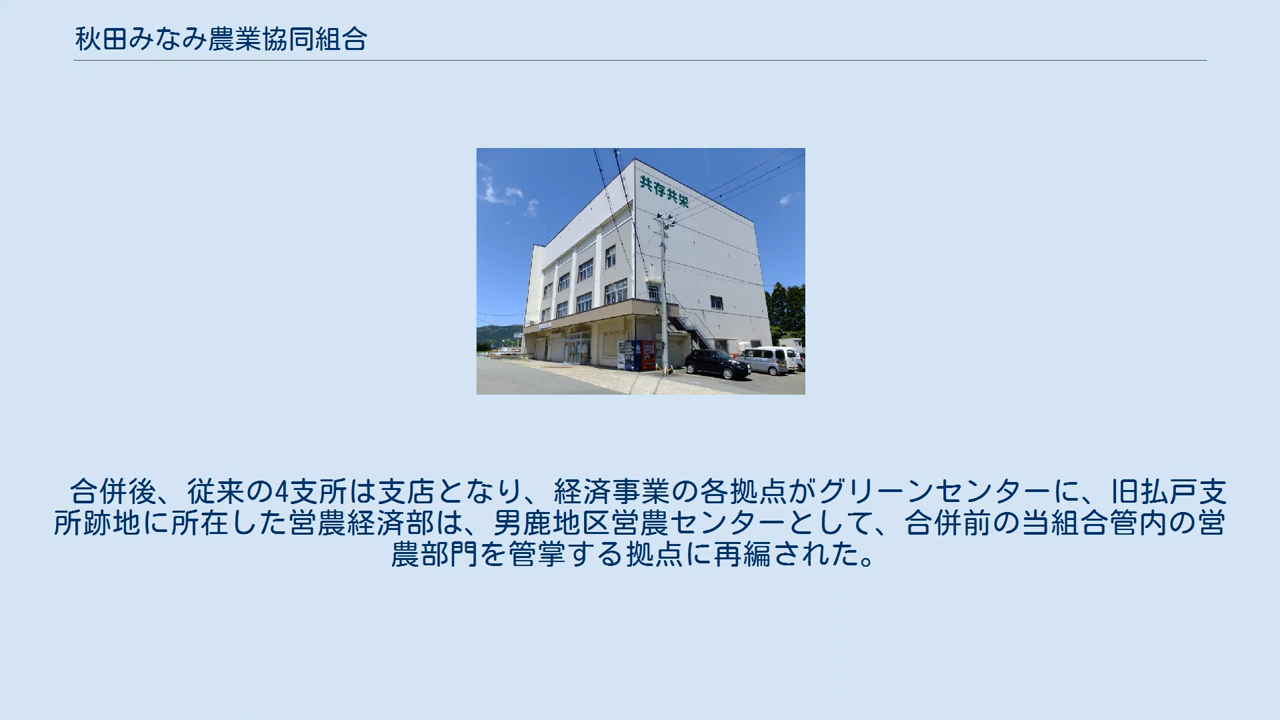 秋田みなみ農業協同組合
共存共栄
合併後、従来の4支所は支店となり、経済事業の各拠点がグリーンセンターに、旧払戸支
所跡地に所在した営農経済部は、男鹿地区営農センターとして、合併前の当組合管内の営
農部門を管掌する拠点に再編された。